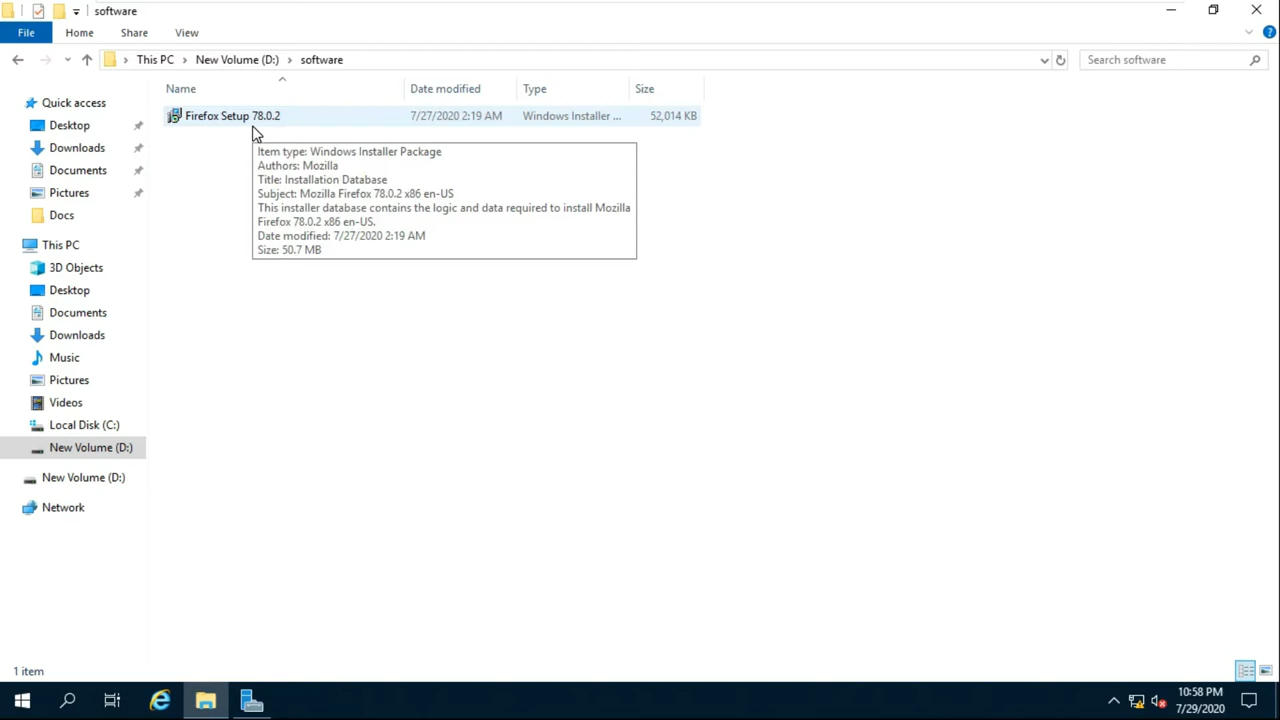 software
File
Home
Share
View
This PC
New Volume (D:)
software
Search software
Name
Date modified
Type
Size
Firefox Setup 78.0.2
7/27/2020 2:19 AM
Windows Installer ...
52,014 KB
Item type: Windows Installer Package
Authors: Mozilla
Title: Installation Database
Subject: Mozilla Firefox 78.0.2 x86 en-US
This installer database contains the logic and data required to install Mozilla
Firefox 78.0.2 x86 en-US.
Date modified: 7/27/2020 2:19 AM
Size: 50.7 MB
Quick access
Desktop
Downloads
Documents
Pictures
Docs
This PC
3D Objects
Desktop
Documents
Downloads
Music
Pictures
Videos
Local Disk (C:)
New Volume (D:)
New Volume (D:)
Network
1 item
10:58 PM
7/29/2020